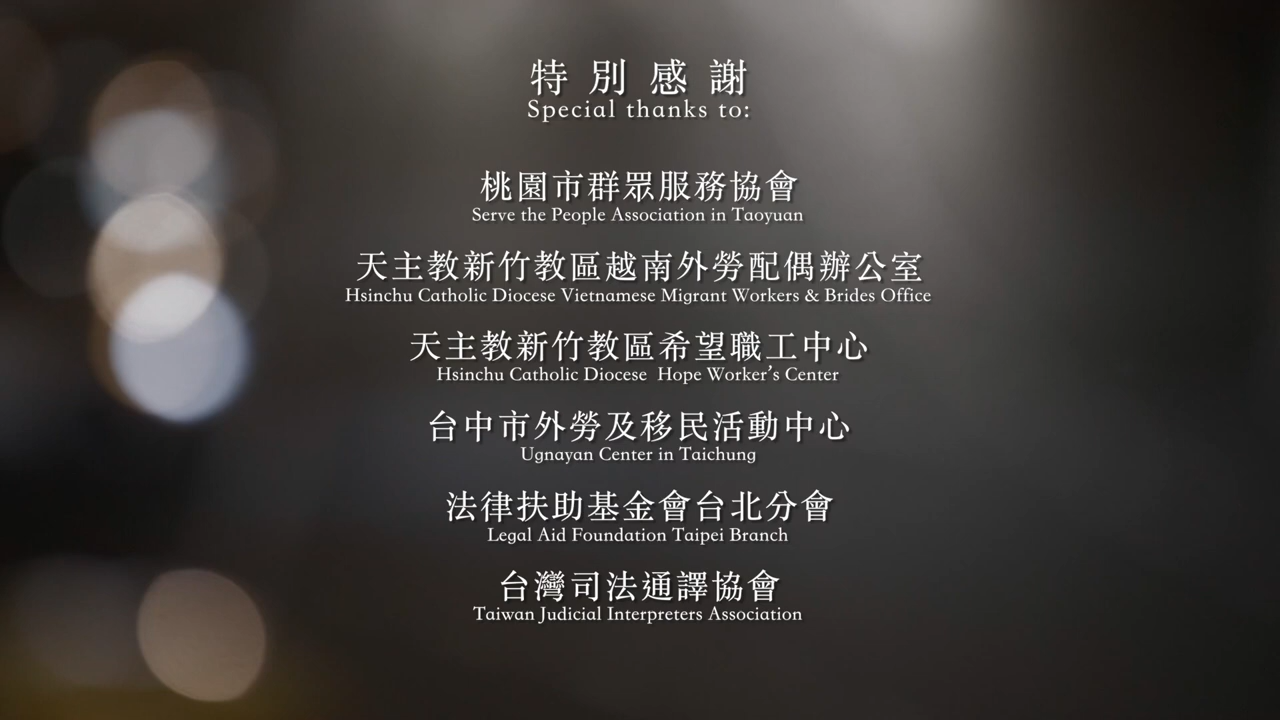 特別感謝
Special thanks to:
桃園市群眾服務協會
Serve the People Association in Taoyuan
天主教新竹教區越南外勞配偶辦公室
Hsinchu Catholic Diocese Vietnamese Migrant Workers & Brides Office
天主教新竹教區希望職工中心
Hsinchu Catholic Diocese Hope Worker's Center
台中市外勞及移民活動中心
Ugnayan Center in Taichung
法律扶助基金會台北分會
Legal Aid Foundation Taipei Branch
台灣司法通譯協會
Taiwan Judicial Interpreters Association